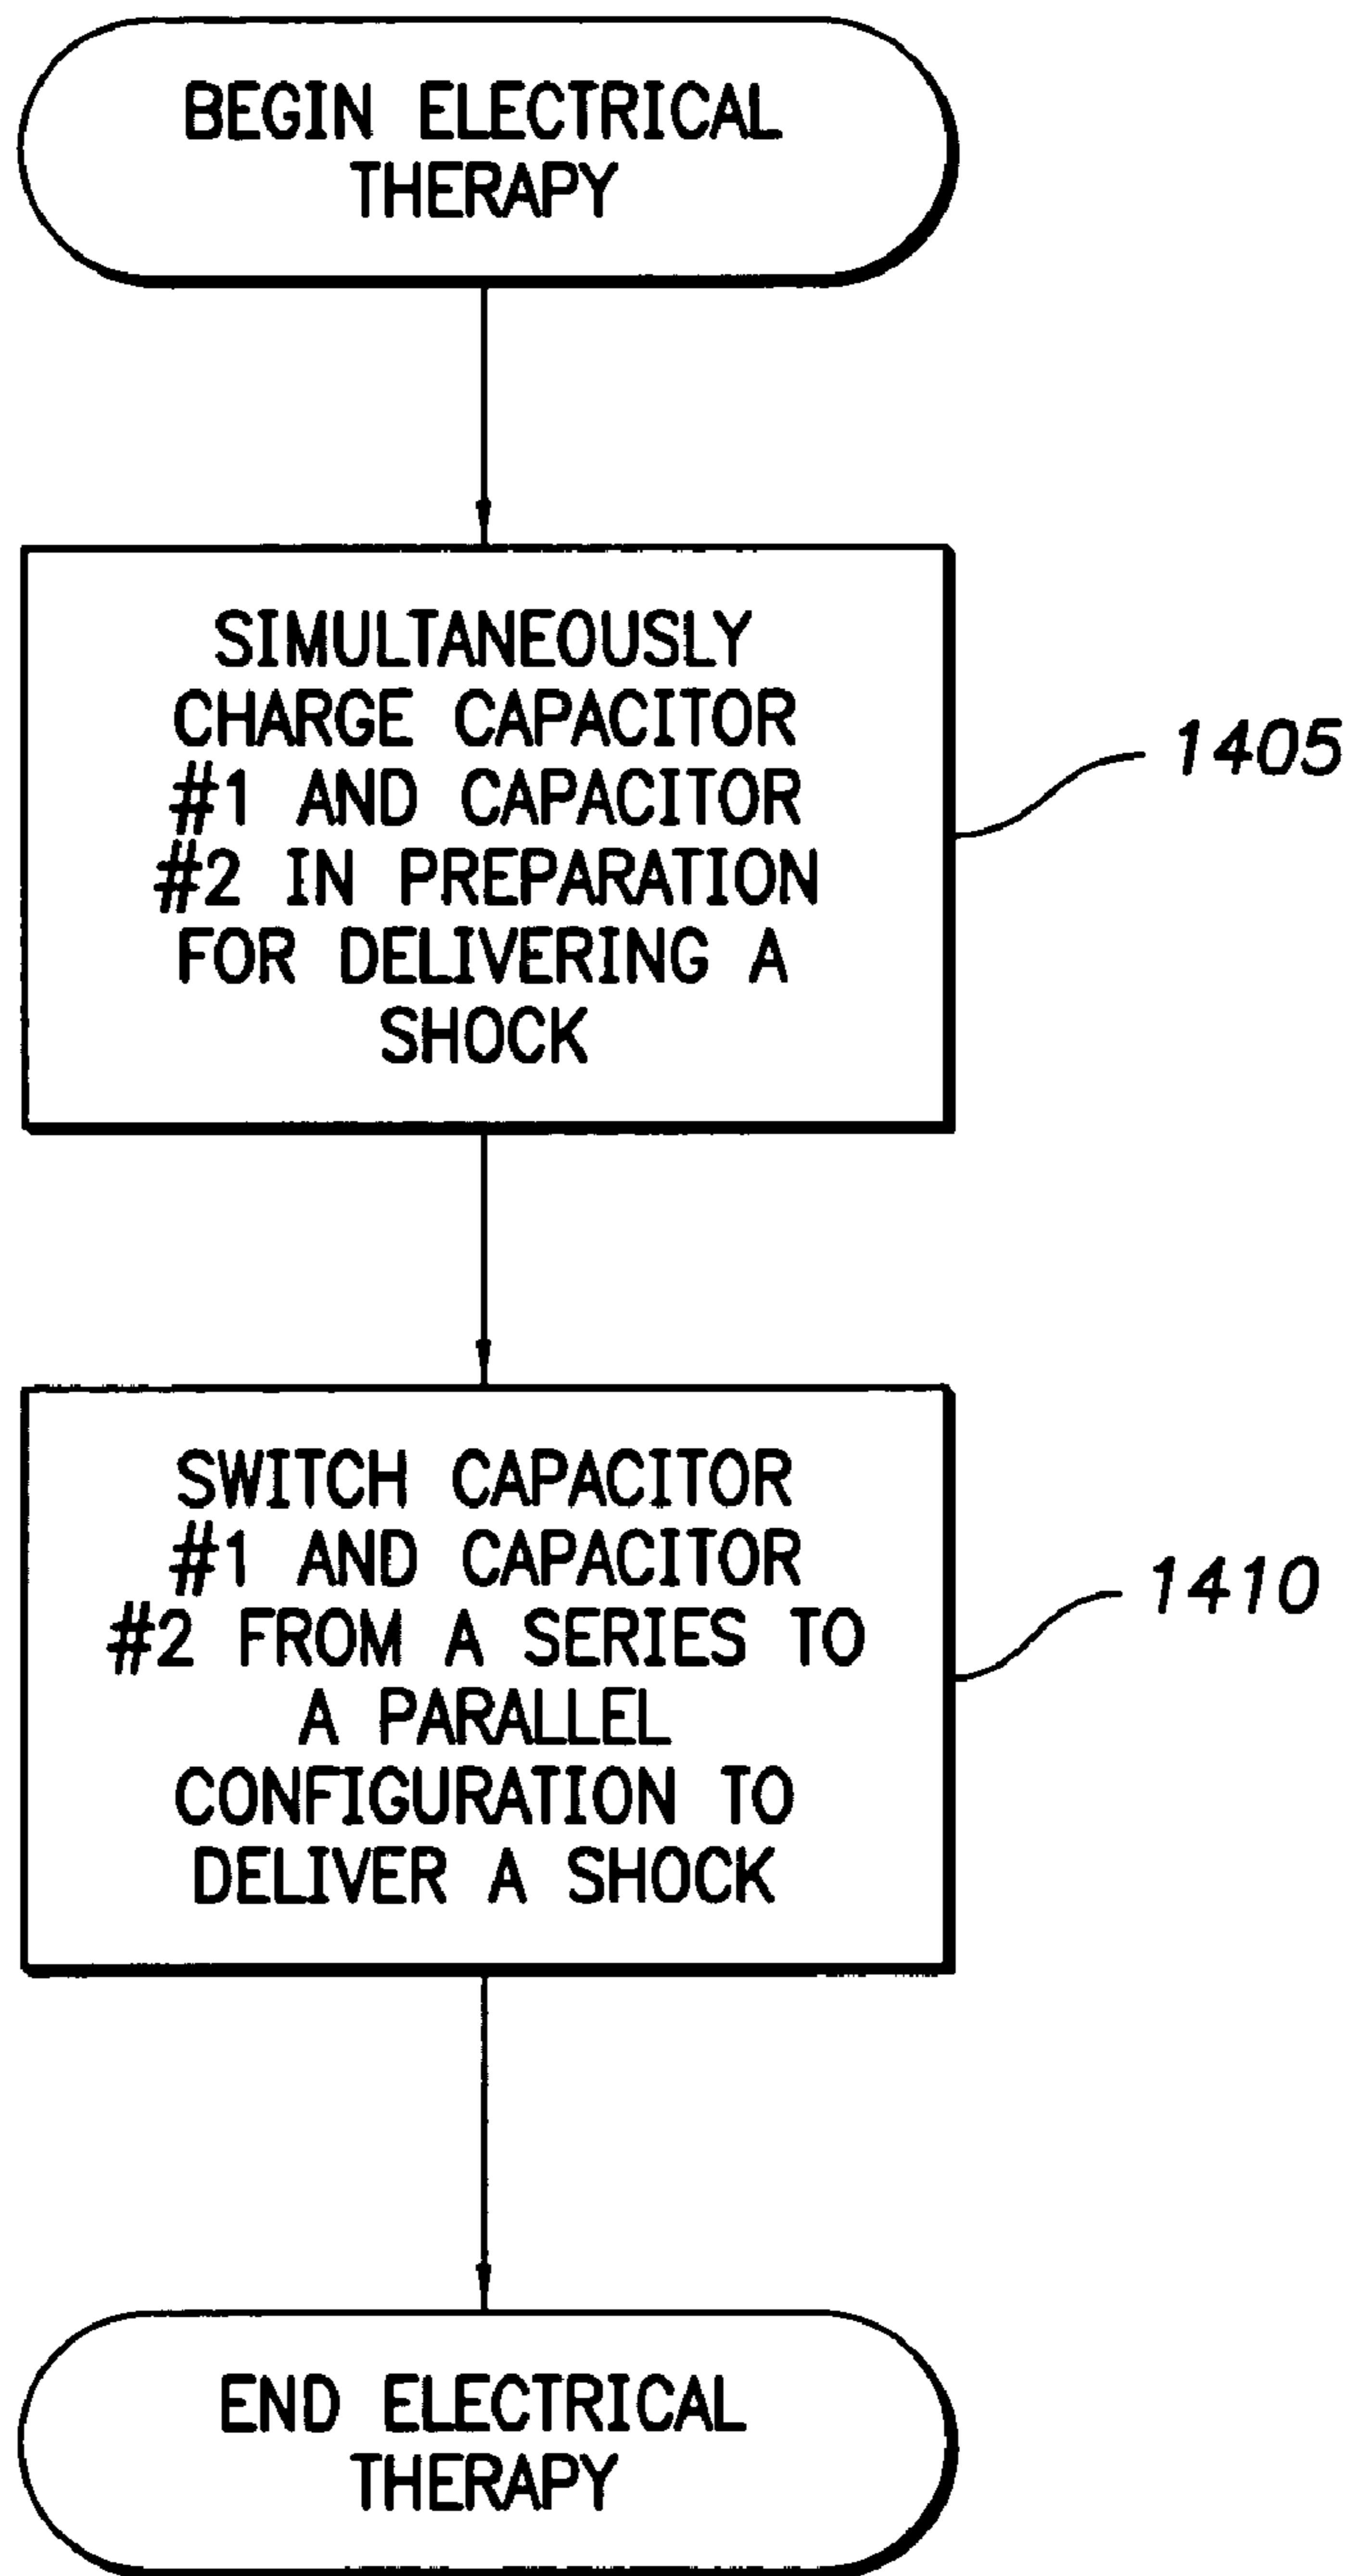 BEGIN ELECTRICAL
THERAPY
SIMULTANEOUSLY
CHARGE CAPACITOR
#1 AND CAPACITOR
#2 IN PREPARATION
FOR DELIVERING A
SHOCK
1405
SWITCH CAPACITOR
#1 AND CAPACITOR
#2 FROM A SERIES TO
A PARALLEL
CONFIGURATION TO
DELIVER A SHOCK
1410
END ELECTRICAL
THERAPY